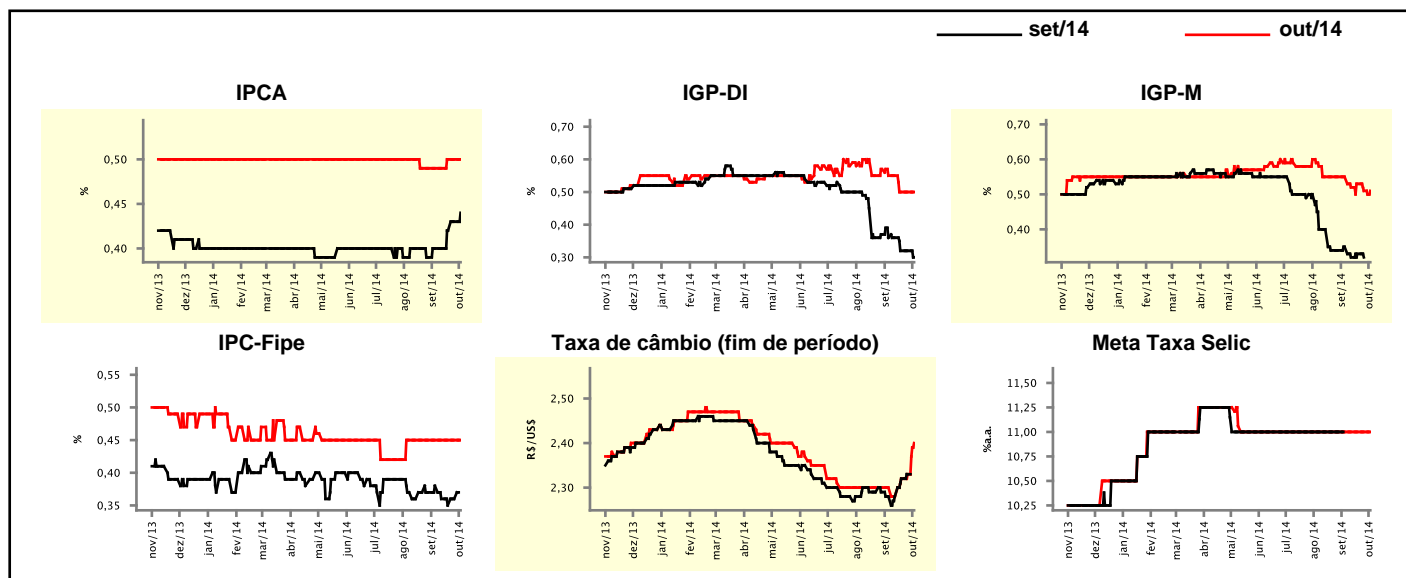 set/14 out/14
IPCA
%
0,50
0,45
0,40
nov/13 dez/13 jan/14 fev/14 mar/14 abr/14 mai/14 jun/14 jul/14 ago/14 set/14 out/14
IGP-DI
%
0,70
0,60
0,50
0,40
0,30
nov/13 dez/13 jan/14 fev/14 mar/14 abr/14 mai/14 jun/14 jul/14 ago/14 set/14 out/14
IGP-M
%
0,70
0,60
0,50
0,40
nov/13 dez/13 jan/14 fev/14 mar/14 abr/14 mai/14 jun/14 jul/14 ago/14 set/14 out/14
IPC-Fipe
%
0,55
0,50
0,45
0,40
0,35
nov/13 dez/13 jan/14 fev/14 mar/14 abr/14 mai/14 jun/14 jul/14 ago/14 set/14 out/14
Taxa de câmbio (fim de período)
R$/US$
2,50
2,40
2,30
nov/13 dez/13 jan/14 fev/14 mar/14 abr/14 mai/14 jun/14 jul/14 ago/14 set/14 out/14
Meta Taxa Selic
%a.a.
11,50
11,25
11,00
10,75
10,50
10,25
nov/13 dez/13 jan/14 fev/14 mar/14 abr/14 mai/14 jun/14 jul/14 ago/14 set/14 out/14